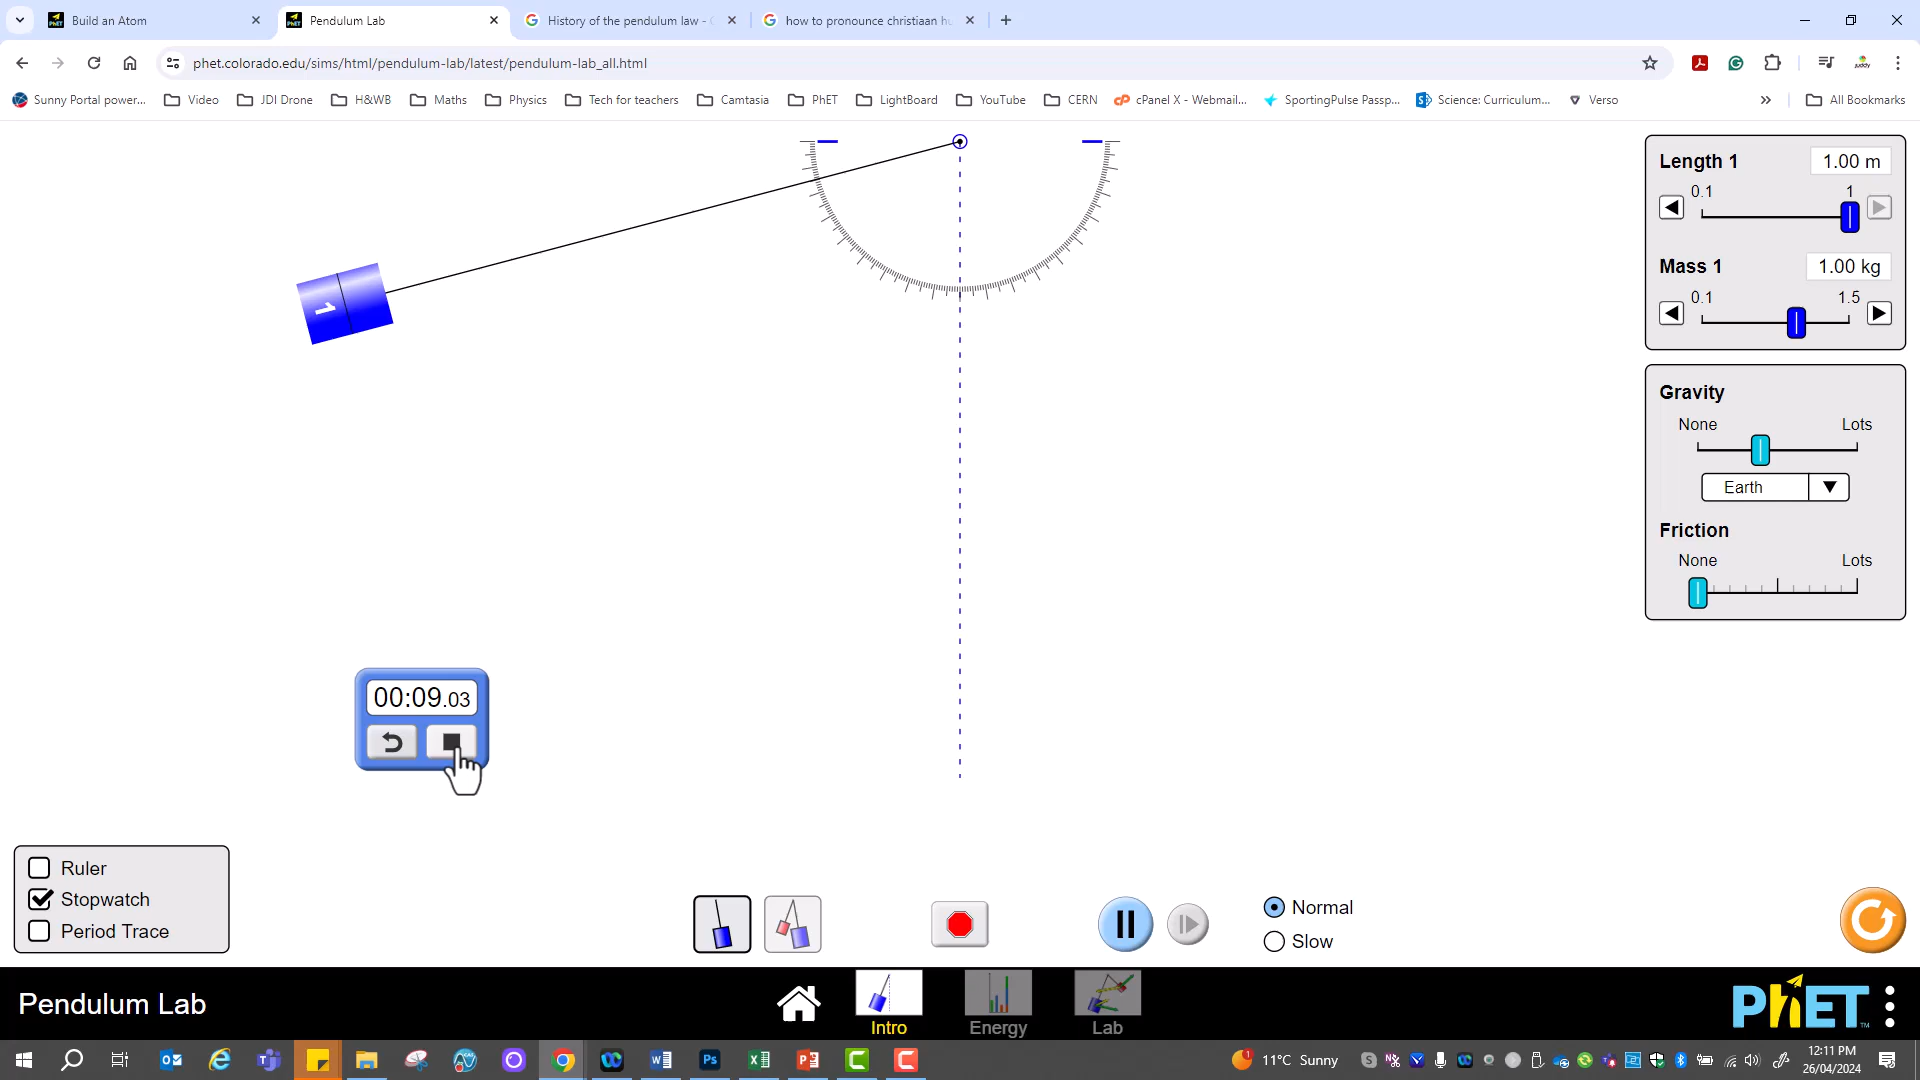 Build an Atom
Pendulum Lab
History of the pendulum law -
how to pronounce christiaan hu
phet.colorado.edu/sims/html/pendulum-lab/latest/pendulum-lab_all.html
Sunny Portal power...
Video
JDI Drone
H&WB
Maths
Physics
Tech for teachers
Camtasia
PhET
LightBoard
YouTube
CERN
cPanel X - Webmail...
SportingPulse Passp...
Science: Curriculum...
Verso
»
All Bookmarks
Length 1
1.00 m
0.1
1
Mass 1
1.00 kg
0.1
1.5
Gravity
None
Lots
Earth
Friction
None
Lots
1
00:09.03
Ruler
Stopwatch
Period Trace
Normal
Slow
Pendulum Lab
Intro
Energy
Lab
PhET
11°C Sunny
12:11 PM
26/04/2024